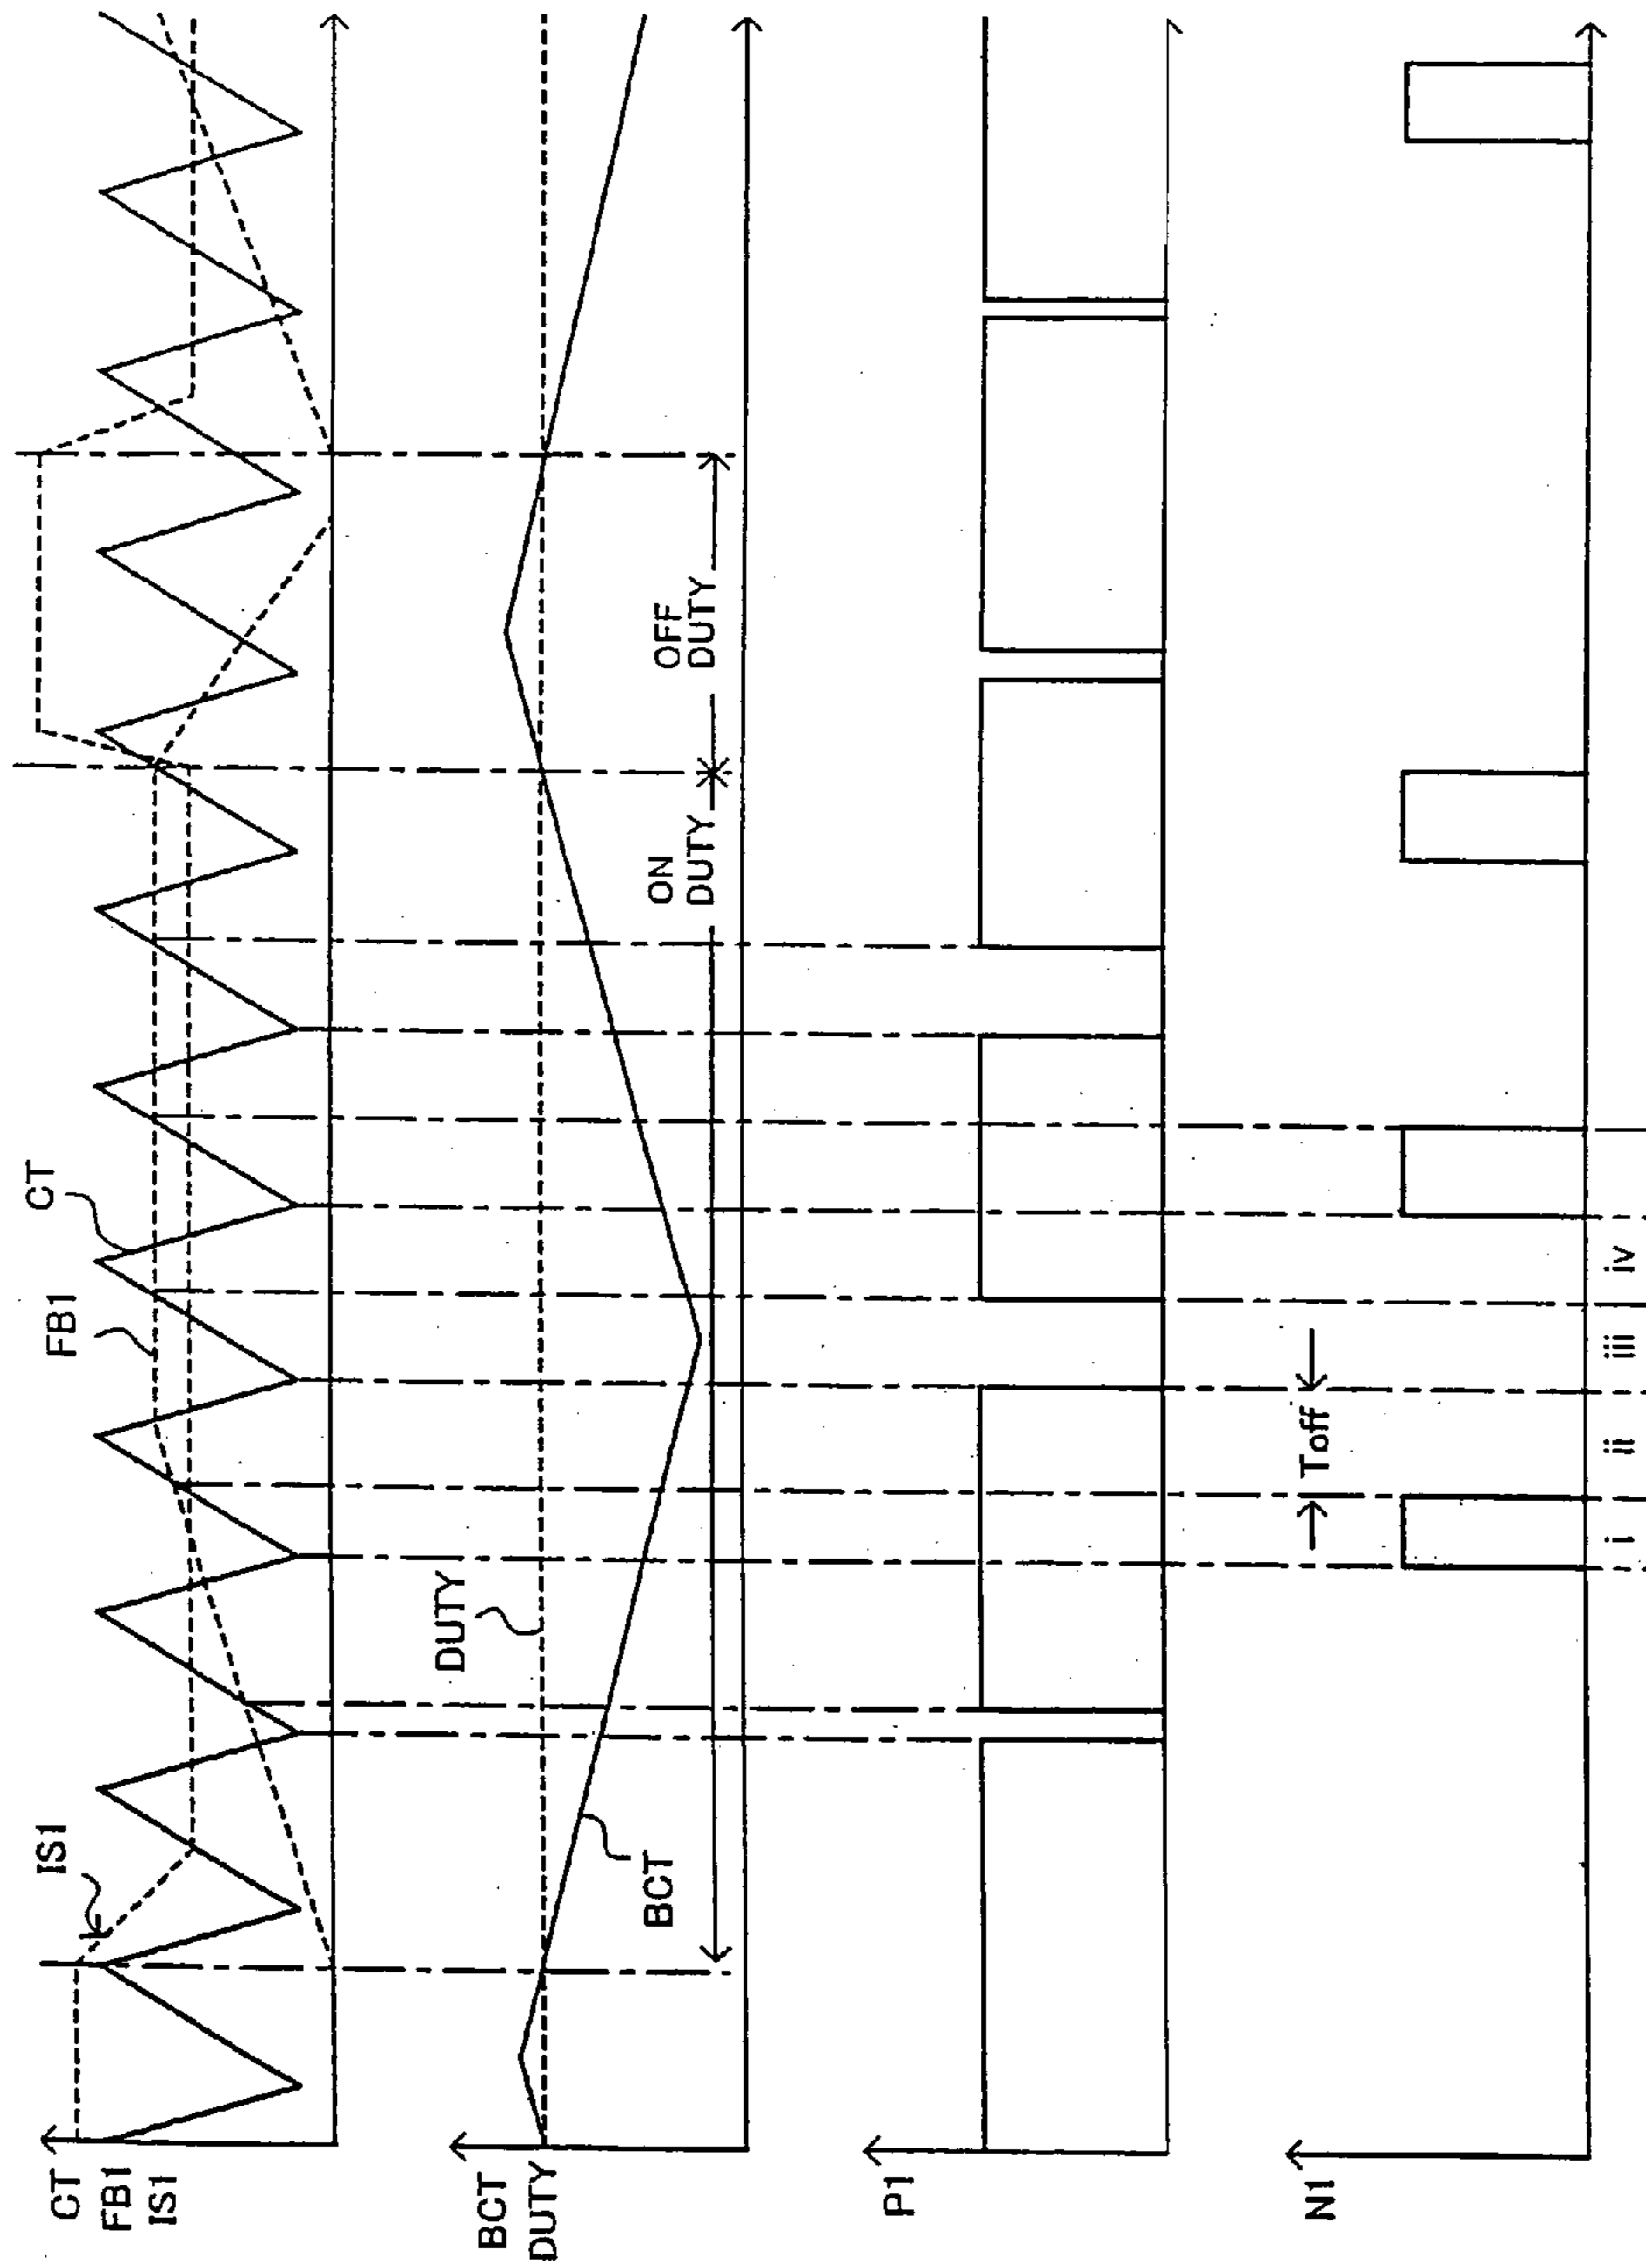 CT
FB1
IS1
IS1
FB1
CT
BCT
DUTY
BCT
DUTY
ON
DUTY
OFF
DUTY
P1
N1
Toff
i
ii
iii
iv